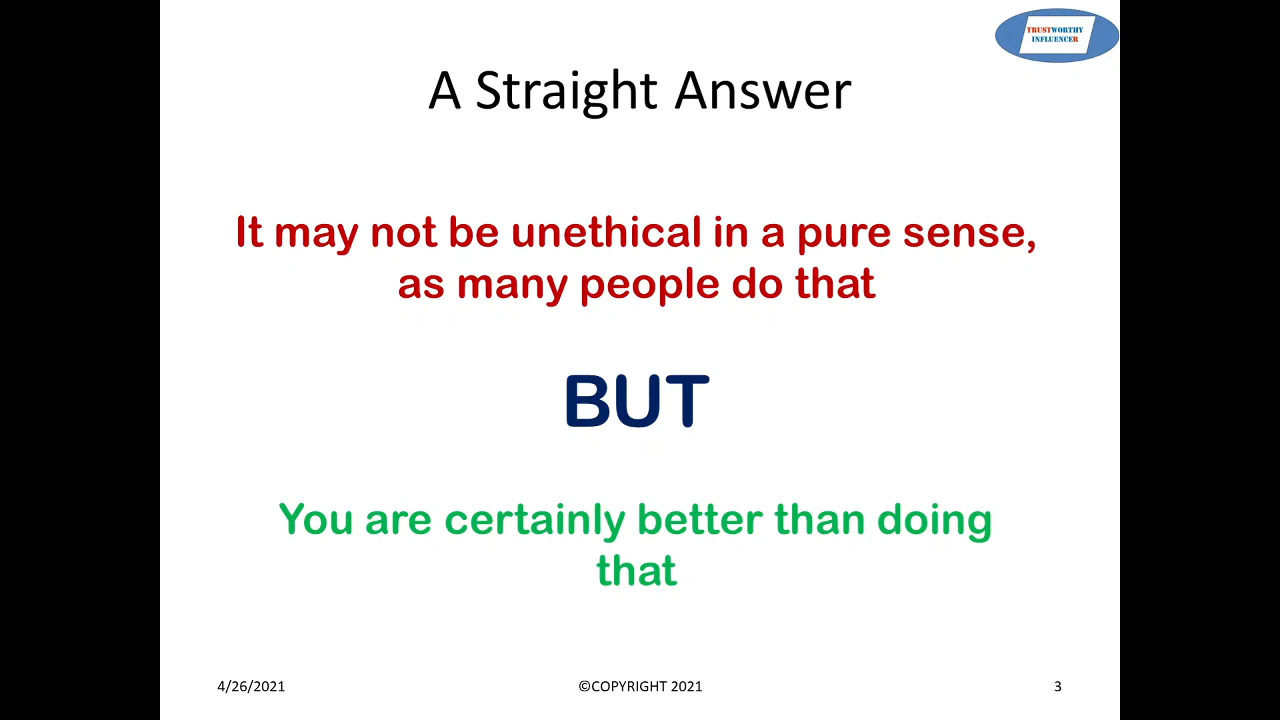 TRUSTWORTHY
INFLUENCER
A Straight Answer
It may not be unethical in a pure sense,
as many people do that
BUT
You are certainly better than doing
that
4/26/2021
©COPYRIGHT 2021
3